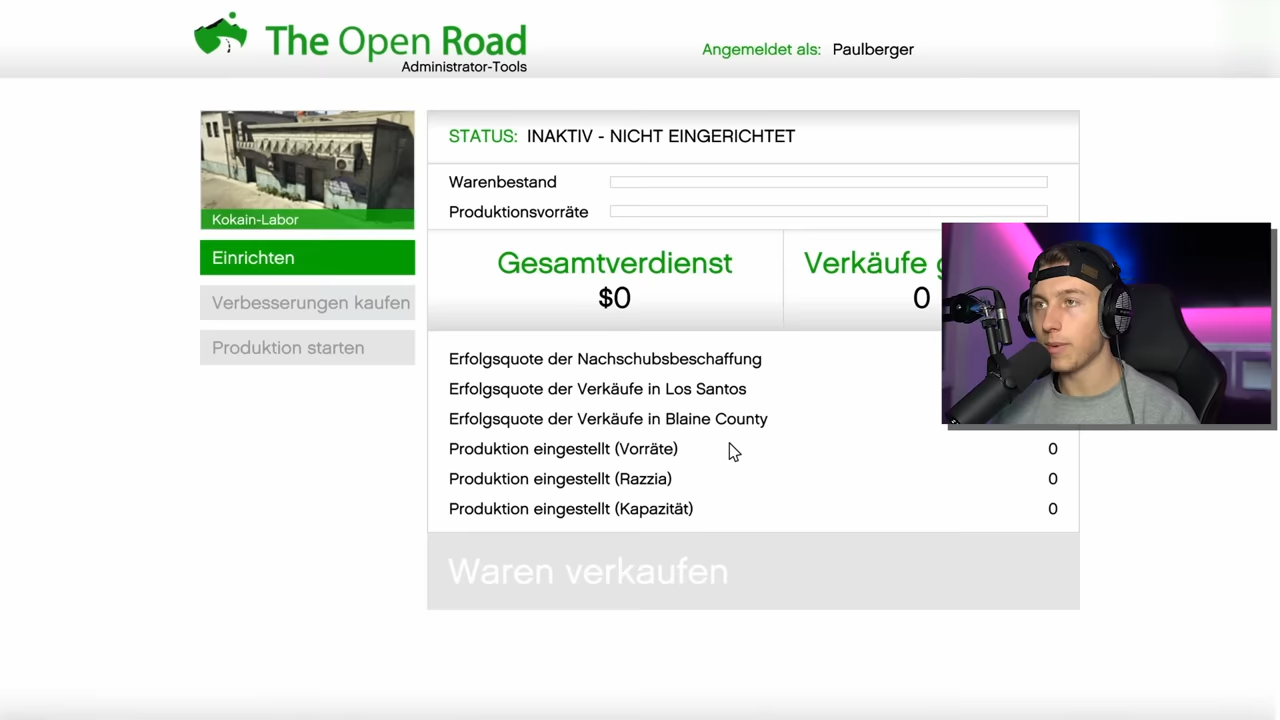 The Open Road
Administrator-Tools
Angemeldet als: Paulberger
Kokain-Labor
Einrichten
Verbesserungen kaufen
Produktion starten
STATUS: INAKTIV - NICHT EINGERICHTET
Warenbestand
Produktionsvorräte
Gesamtverdienst
$0
Verkäufe
0
Erfolgsquote der Nachschubsbeschaffung
Erfolgsquote der Verkäufe in Los Santos
Erfolgsquote der Verkäufe in Blaine County
Produktion eingestellt (Vorräte) 0
Produktion eingestellt (Razzia) 0
Produktion eingestellt (Kapazität) 0
Waren verkaufen